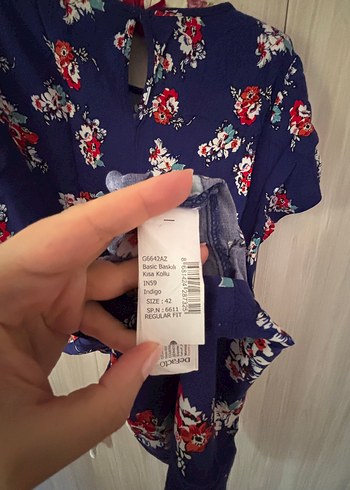 G6642AZ
Basic Baskılı
Kısa Kollu
IN59
Indigo
SIZE : 42
SP.N : 6611
REGULAR FIT